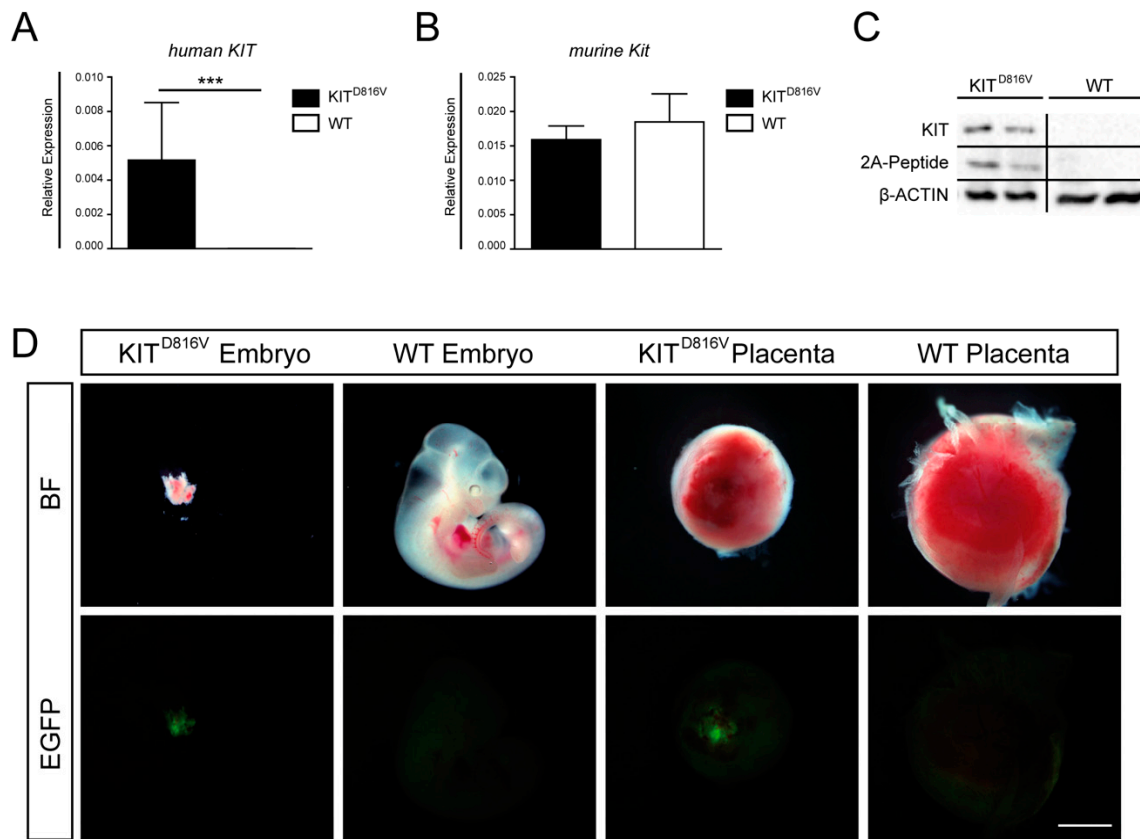 A
human KIT
Relative Expression
0.010
0.008
0.006
0.004
0.002
0.000
***
KIT^D816V
WT
B
murine Kit
Relative Expression
0.025
0.020
0.015
0.010
0.005
0.000
KIT^D816V
WT
C
KIT^D816V WT
KIT
2A-Peptide
β-ACTIN
D
KIT^D816V Embryo WT Embryo KIT^D816V Placenta WT Placenta
BF
EGFP